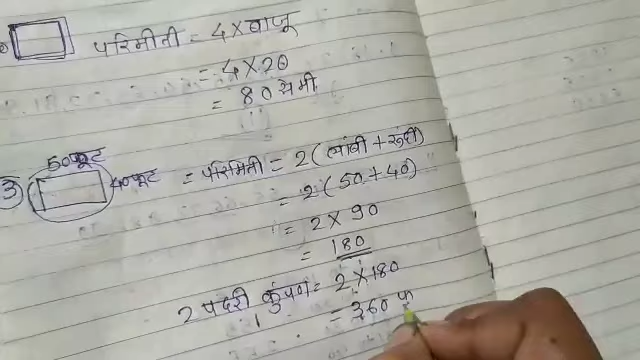 परिमीती = 4 × बाजू
= 4 × 20
= 80 सेमी
3) 50 फूट
40 फूट = परिमिती = 2 (लांबी + रुंदी)
= 2 (50 + 40)
= 2 × 90
= 180
2 पदरी कुंपण = 2 × 180
= 360 फ